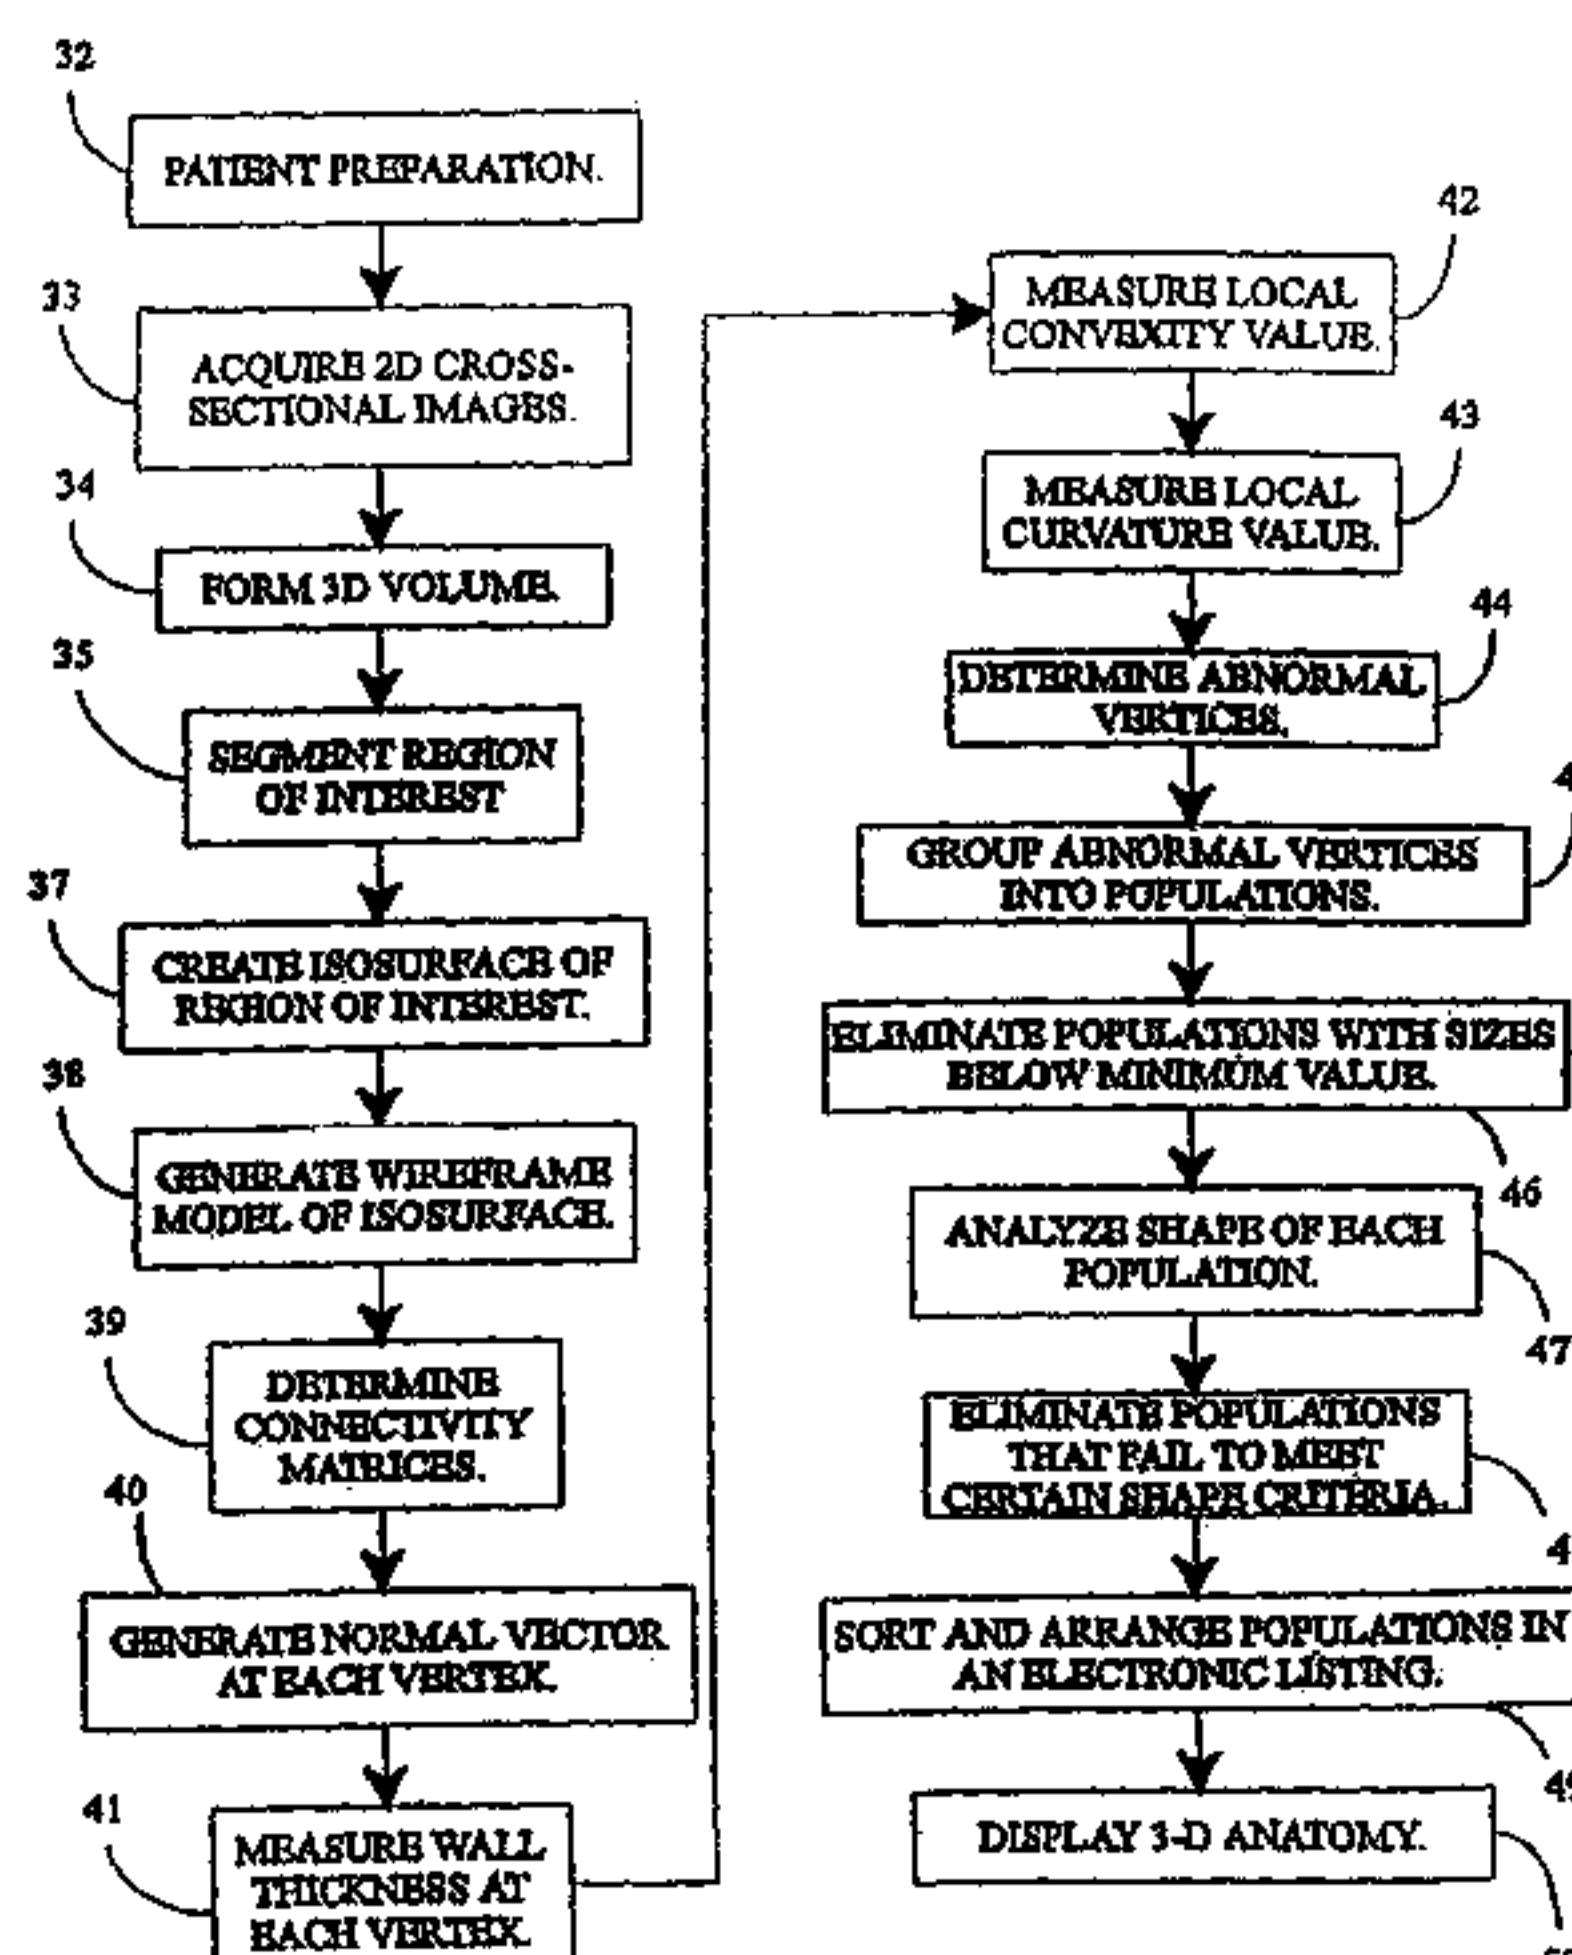 32
PATIENT PREPARATION.
33
ACQUIRE 2D CROSS-
SECTIONAL IMAGES.
34
FORM 3D VOLUME.
35
SEGMENT REGION
OF INTEREST
37
CREATE ISOSURFACE OF
REGION OF INTEREST.
38
GENERATE WIREFRAME
MODEL OF ISOSURFACE.
39
DETERMINE
CONNECTIVITY
MATRICES.
40
GENERATE NORMAL VECTOR
AT EACH VERTEX.
41
MEASURE WALL
THICKNESS AT
EACH VERTEX.
42
MEASURE LOCAL
CONVEXITY VALUE.
43
MEASURE LOCAL
CURVATURE VALUE.
44
DETERMINE ABNORMAL
VERTICES.
GROUP ABNORMAL VERTICES
INTO POPULATIONS.
ELIMINATE POPULATIONS WITH SIZES
BELOW MINIMUM VALUE.
46
ANALYZE SHAPE OF EACH
POPULATION.
47
ELIMINATE POPULATIONS
THAT FAIL TO MEET
CERTAIN SHAPE CRITERIA.
SORT AND ARRANGE POPULATIONS IN
AN ELECTRONIC LISTING.
DISPLAY 3-D ANATOMY.